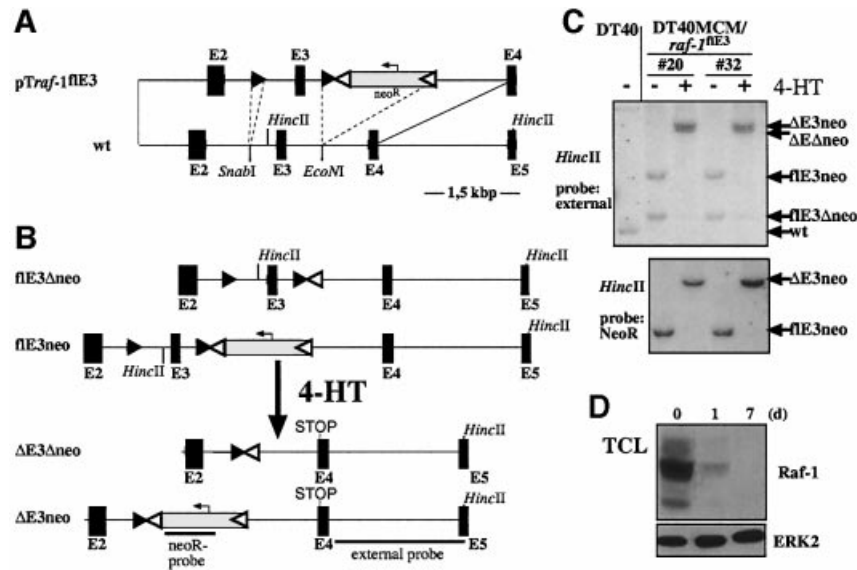 A
E2 E3 E4
pTraf-1flE3
neoR
HincII HincII
wt
E2 E3 E4 E5
SnabI EcoNI
1,5 kbp
B
HincII HincII
flE3Δneo
E2 E3 E4 E5
HincII
flE3neo
E2 HincII E3 E4 E5
4-HT
STOP HincII
ΔE3Δneo
E2 E4 E5
STOP HincII
ΔE3neo
E2 E4 E5
neoR-
probe
external probe
C
DT40 DT40MCM/
raf-1flE3
#20 #32
- - + - + 4-HT
ΔE3neo
ΔEΔneo
HincII
probe:
external
flE3neo
flE3Δneo
wt
HincII
probe:
NeoR
ΔE3neo
flE3neo
D
0 1 7 (d)
TCL
Raf-1
ERK2